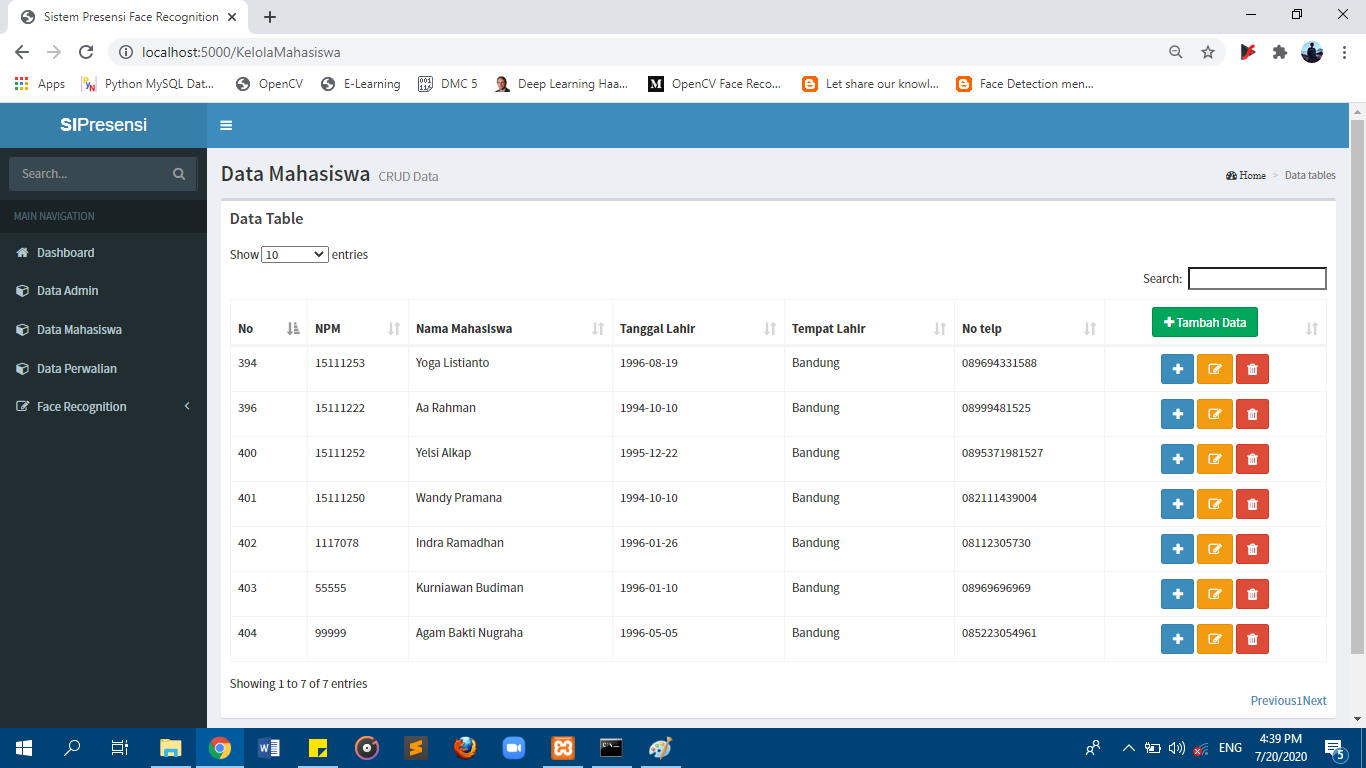 Sistem Presensi Face Recognition
localhost:5000/KelolaMahasiswa
Apps Python MySQL Dat... OpenCV E-Learning DMC 5 Deep Learning Haa... OpenCV Face Reco... Let share our knowl... Face Detection men...
SIPresensi
Search...
MAIN NAVIGATION
Dashboard
Data Admin
Data Mahasiswa
Data Perwalian
Face Recognition
Data Mahasiswa CRUD Data
Home > Data tables
Data Table
Show 10 entries
Search:
No NPM Nama Mahasiswa Tanggal Lahir Tempat Lahir No telp Tambah Data
394 15111253 Yoga Listianto 1996-08-19 Bandung 089694331588
396 15111222 Aa Rahman 1994-10-10 Bandung 08999481525
400 15111252 Yelsi Alkap 1995-12-22 Bandung 0895371981527
401 15111250 Wandy Pramana 1994-10-10 Bandung 082111439004
402 1117078 Indra Ramadhan 1996-01-26 Bandung 08112305730
403 55555 Kurniawan Budiman 1996-01-10 Bandung 08969696969
404 99999 Agam Bakti Nugraha 1996-05-05 Bandung 085223054961
Showing 1 to 7 of 7 entries
Previous1Next
ENG
4:39 PM
7/20/2020
5